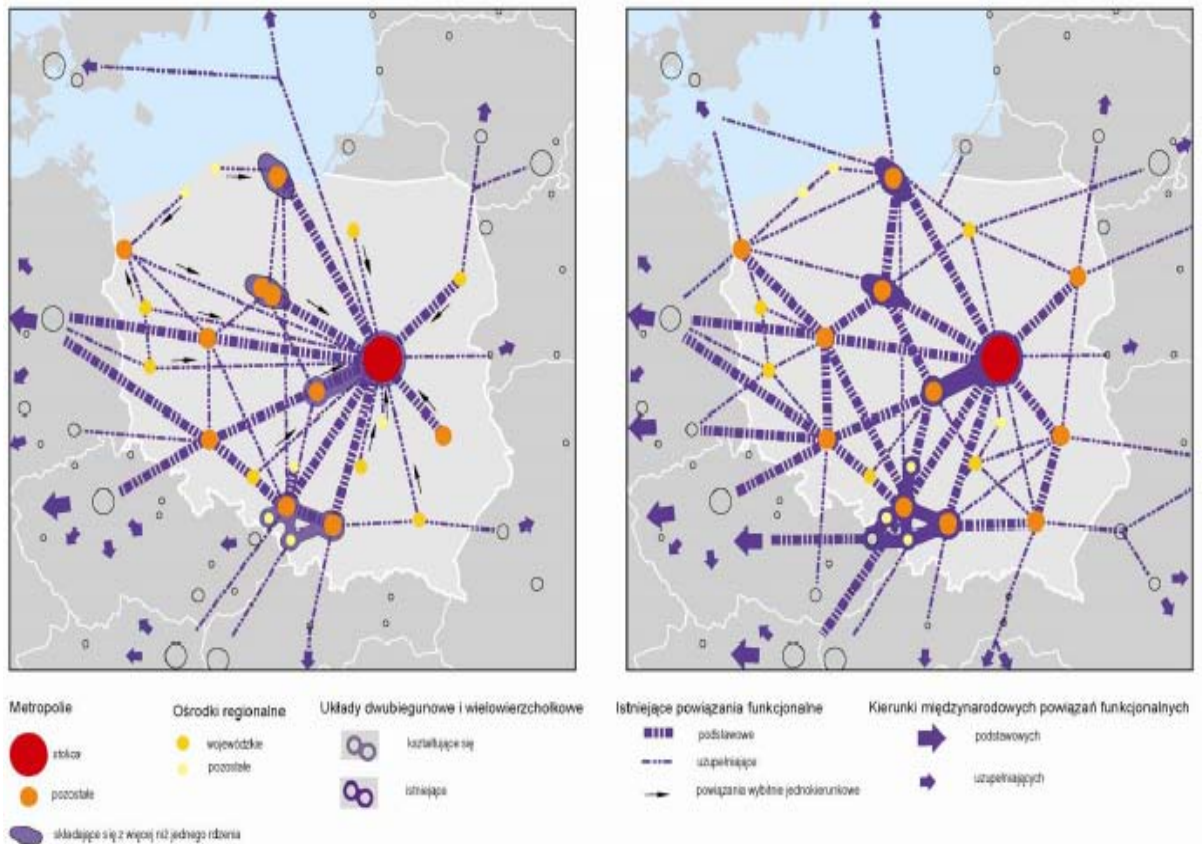 Metropolie
stolica
pozostałe
składające się z więcej niż jednego rdzenia
Ośrodki regionalne
wojewódzkie
pozostałe
Układy dwubiegunowe i wielowierzchołkowe
kształtujące się
istniejące
Istniejące powiązania funkcjonalne
podstawowe
uzupełniające
powiązania wybitnie jednokierunkowe
Kierunki międzynarodowych powiązań funkcjonalnych
podstawowych
uzupełniających